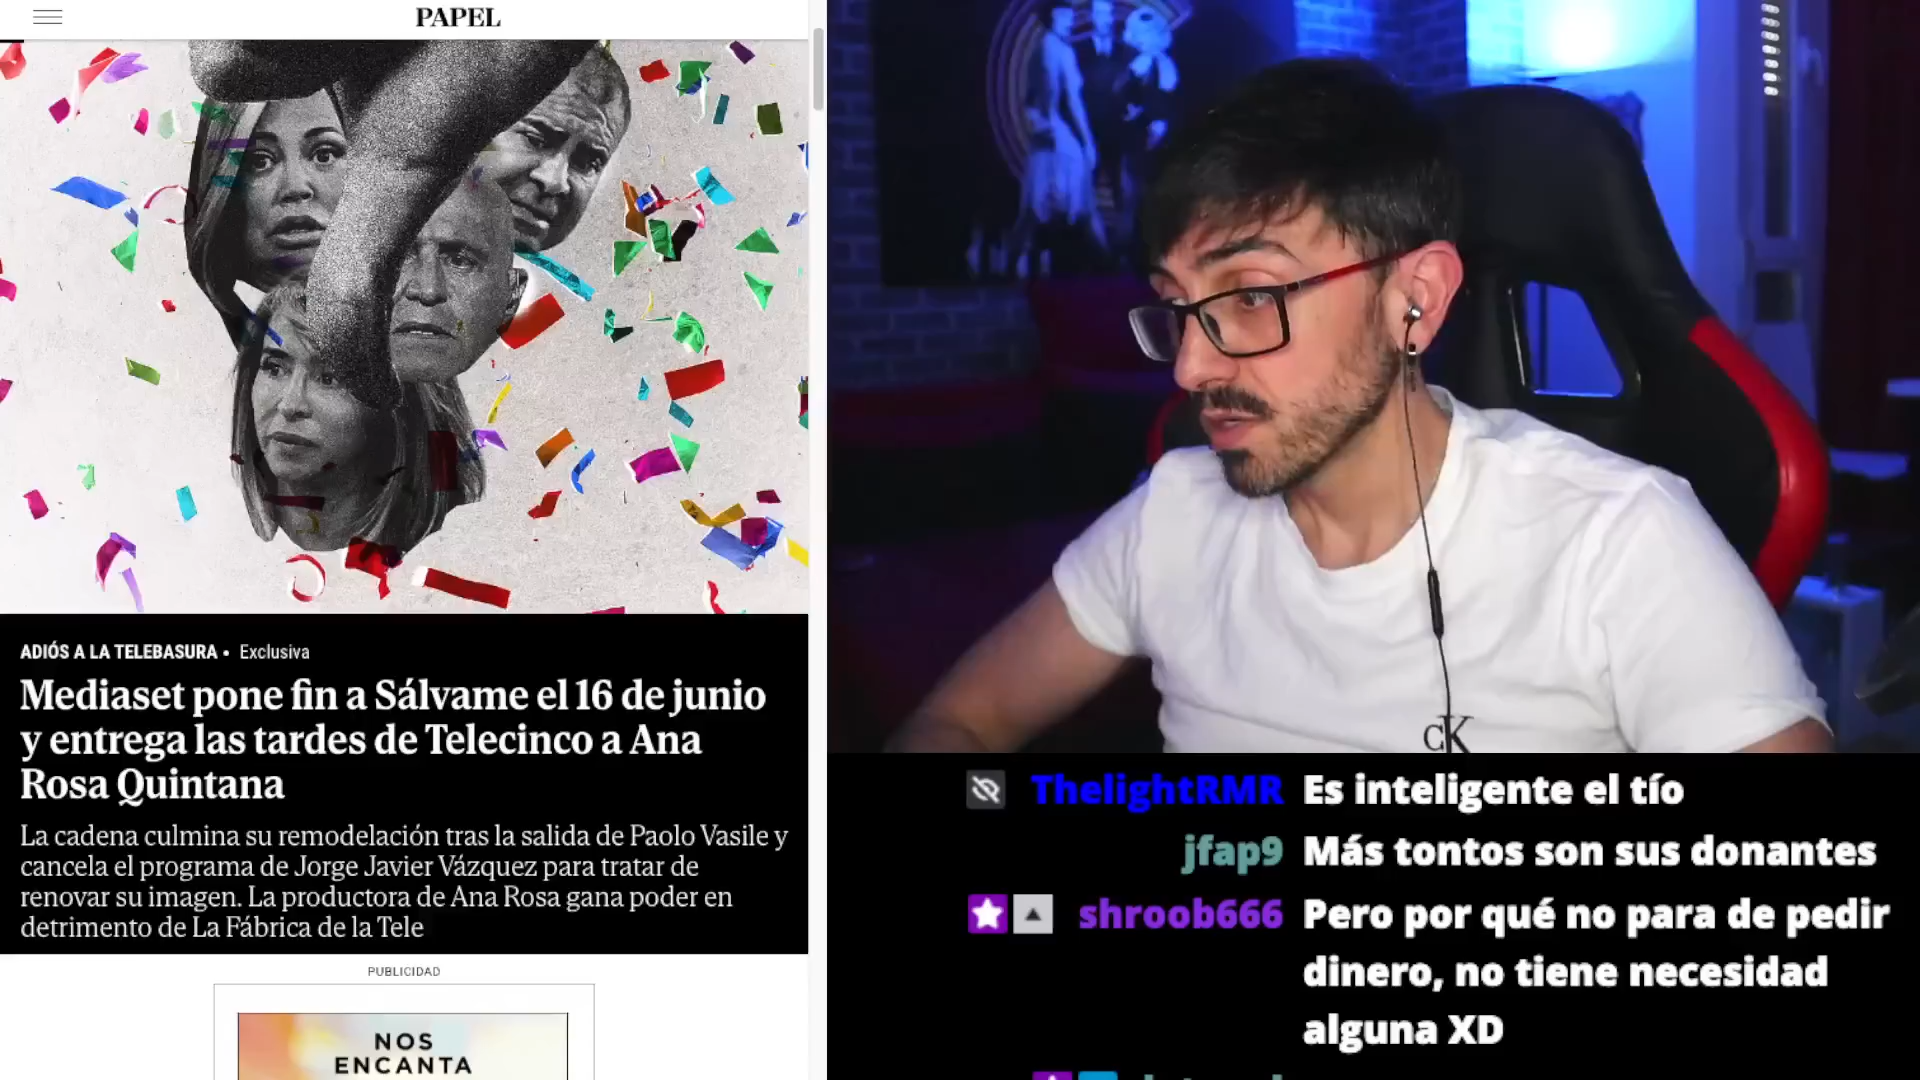 PAPEL
ADIÓS A LA TELEBASURA • Exclusiva
Mediaset pone fin a Sálvame el 16 de junio
y entrega las tardes de Telecinco a Ana
Rosa Quintana
La cadena culmina su remodelación tras la salida de Paolo Vasile y
cancela el programa de Jorge Javier Vázquez para tratar de
renovar su imagen. La productora de Ana Rosa gana poder en
detrimento de La Fábrica de la Tele
PUBLICIDAD
NOS
ENCANTA
CK
ThelightRMR Es inteligente el tío
jfap9 Más tontos son sus donantes
shroob666 Pero por qué no para de pedir
dinero, no tiene necesidad
alguna XD